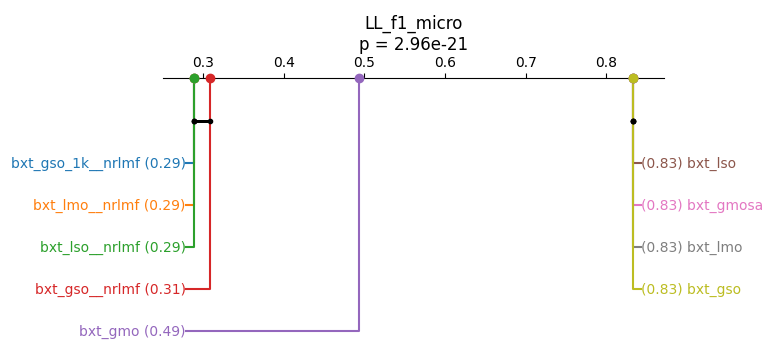 LL_f1_micro
p = 2.96e-21
0.3 0.4 0.5 0.6 0.7 0.8
bxt_gso_1k__nrlmf (0.29)
(0.83) bxt_lso
bxt_lmo__nrlmf (0.29)
(0.83) bxt_gmosa
bxt_lso__nrlmf (0.29)
(0.83) bxt_lmo
bxt_gso__nrlmf (0.31)
(0.83) bxt_gso
bxt_gmo (0.49)